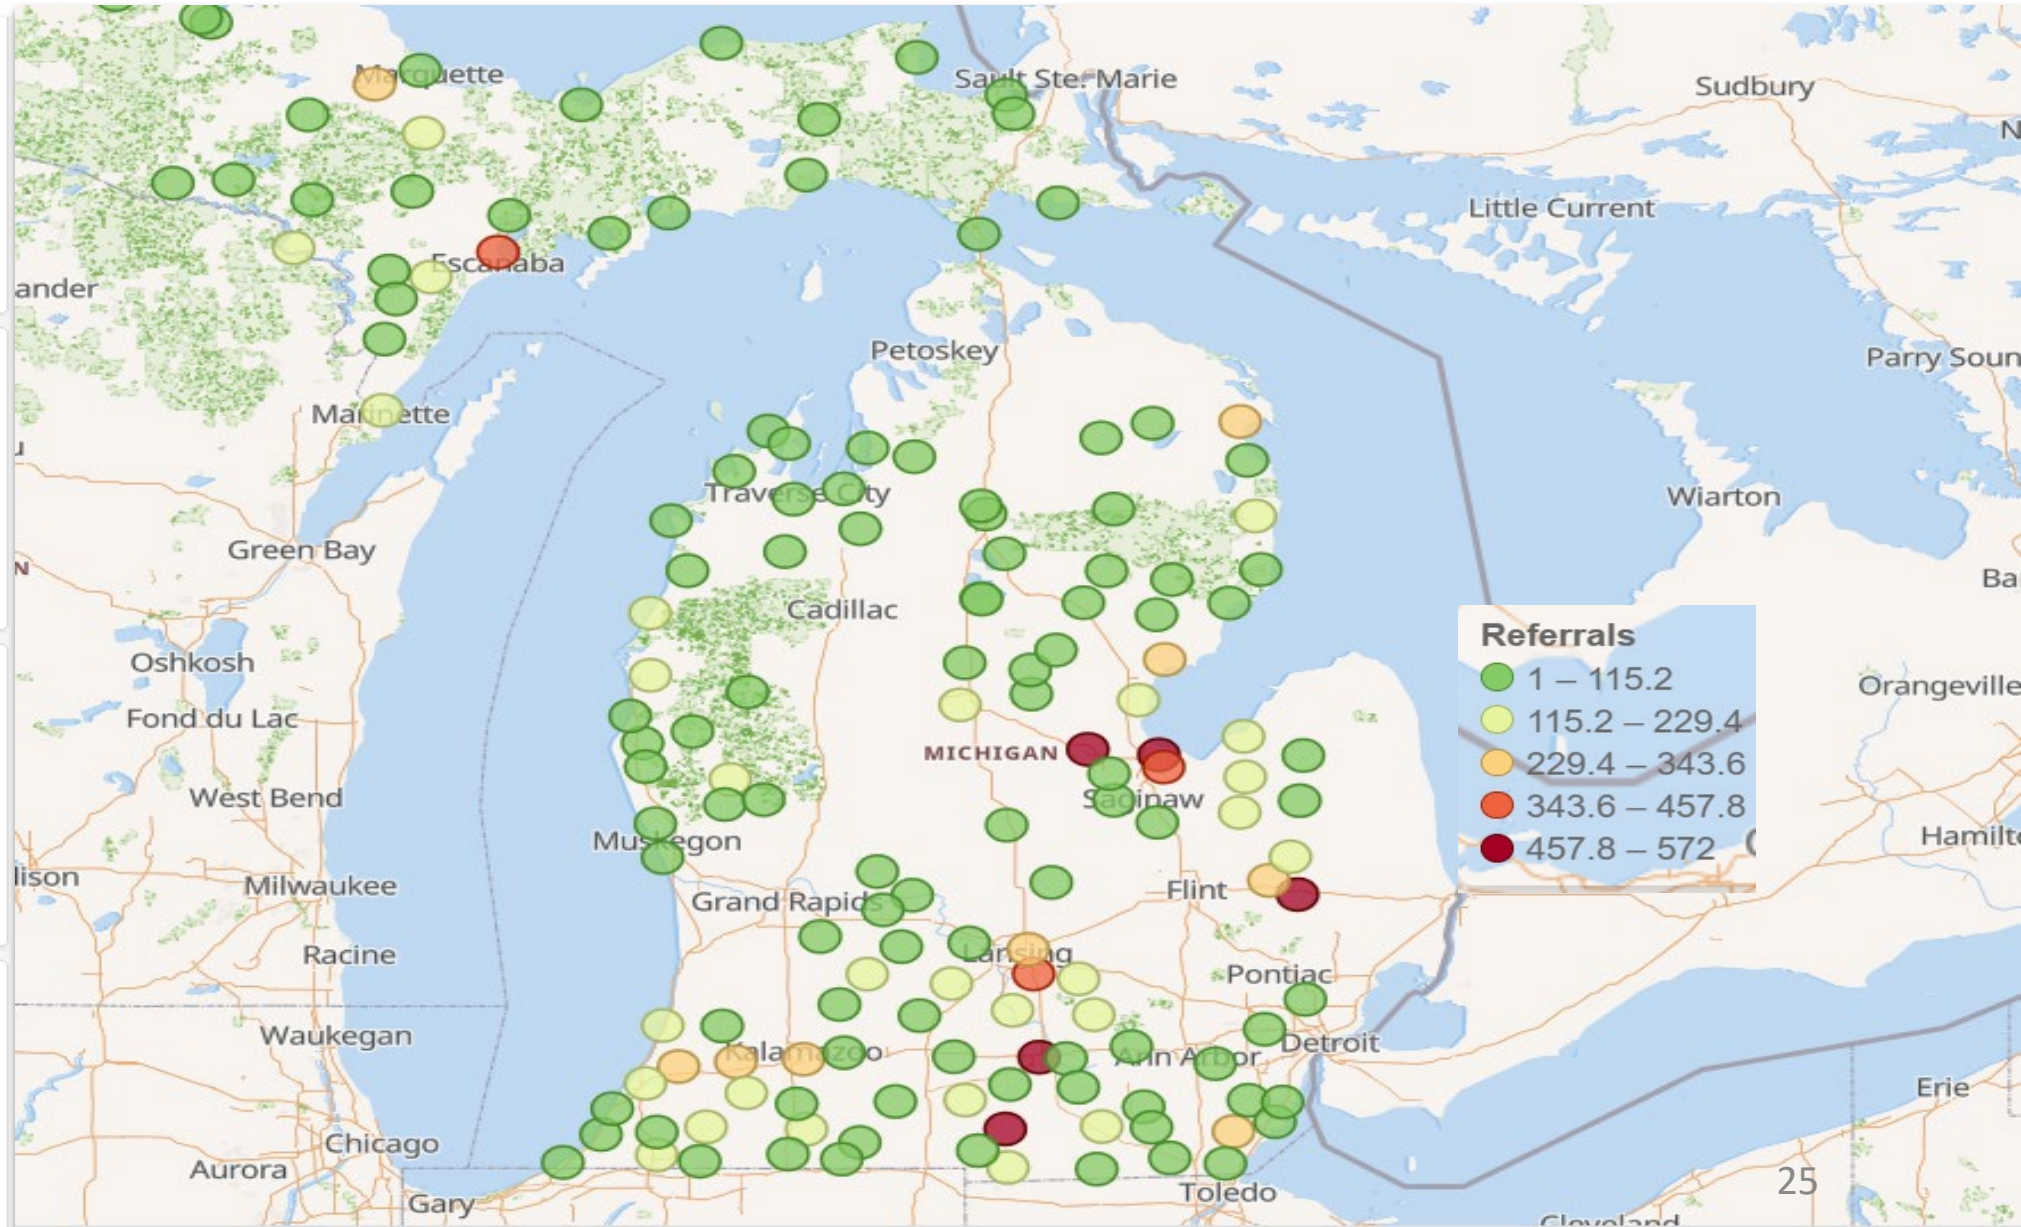 Marquette
Sault Ste. Marie
Sudbury
N
Little Current
Escanaba
ander
Petoskey
Parry Soun
Marinette
Traverse City
Wiarton
Green Bay
N
Ba
Cadillac
Referrals
1 – 115.2
115.2 – 229.4
229.4 – 343.6
343.6 – 457.8
457.8 – 572
Oshkosh
Orangeville
Fond du Lac
MICHIGAN
West Bend
Saginaw
Muskegon
Hamilto
lison
Milwaukee
Flint
Grand Rapids
Racine
Lansing
Pontiac
Waukegan
Kalamazoo
Ann Arbor
Detroit
Erie
Chicago
Aurora
25
Gary
Toledo
Cleveland